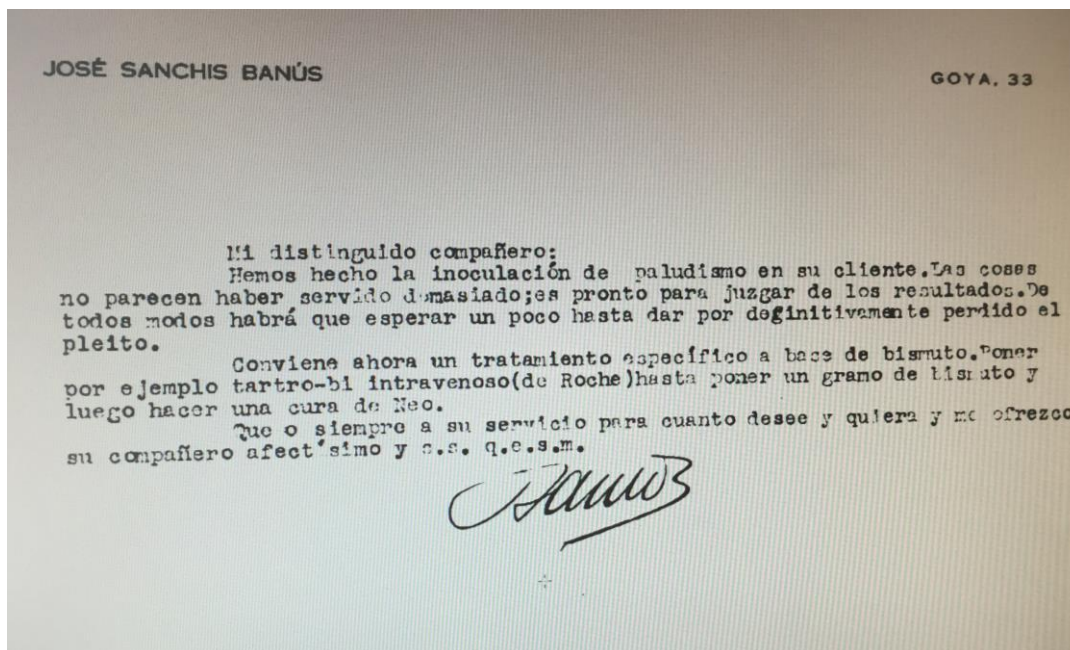 JOSÉ SANCHIS BANÚS
GOYA. 33
Mi distinguido compañero:
Hemos hecho la inoculación de paludismo en su cliente.Las coses
no parecen haber servido demasiado;es pronto para juzgar de los resultados.De
todos modos habrá que esperar un poco hasta dar por deginitivamente perdido el
pleito.
Conviene ahora un tratamiento específico a base de bismuto.Poner
por ejemplo tartro-bi intravenoso(de Roche)hasta poner un gramo de bismuto y
luego hacer una cura de Neo.
Que o siempre a su servicio para cuanto desee y quiera y me ofrezco
su compañero afect'simo y s.s. q.e.s.m.